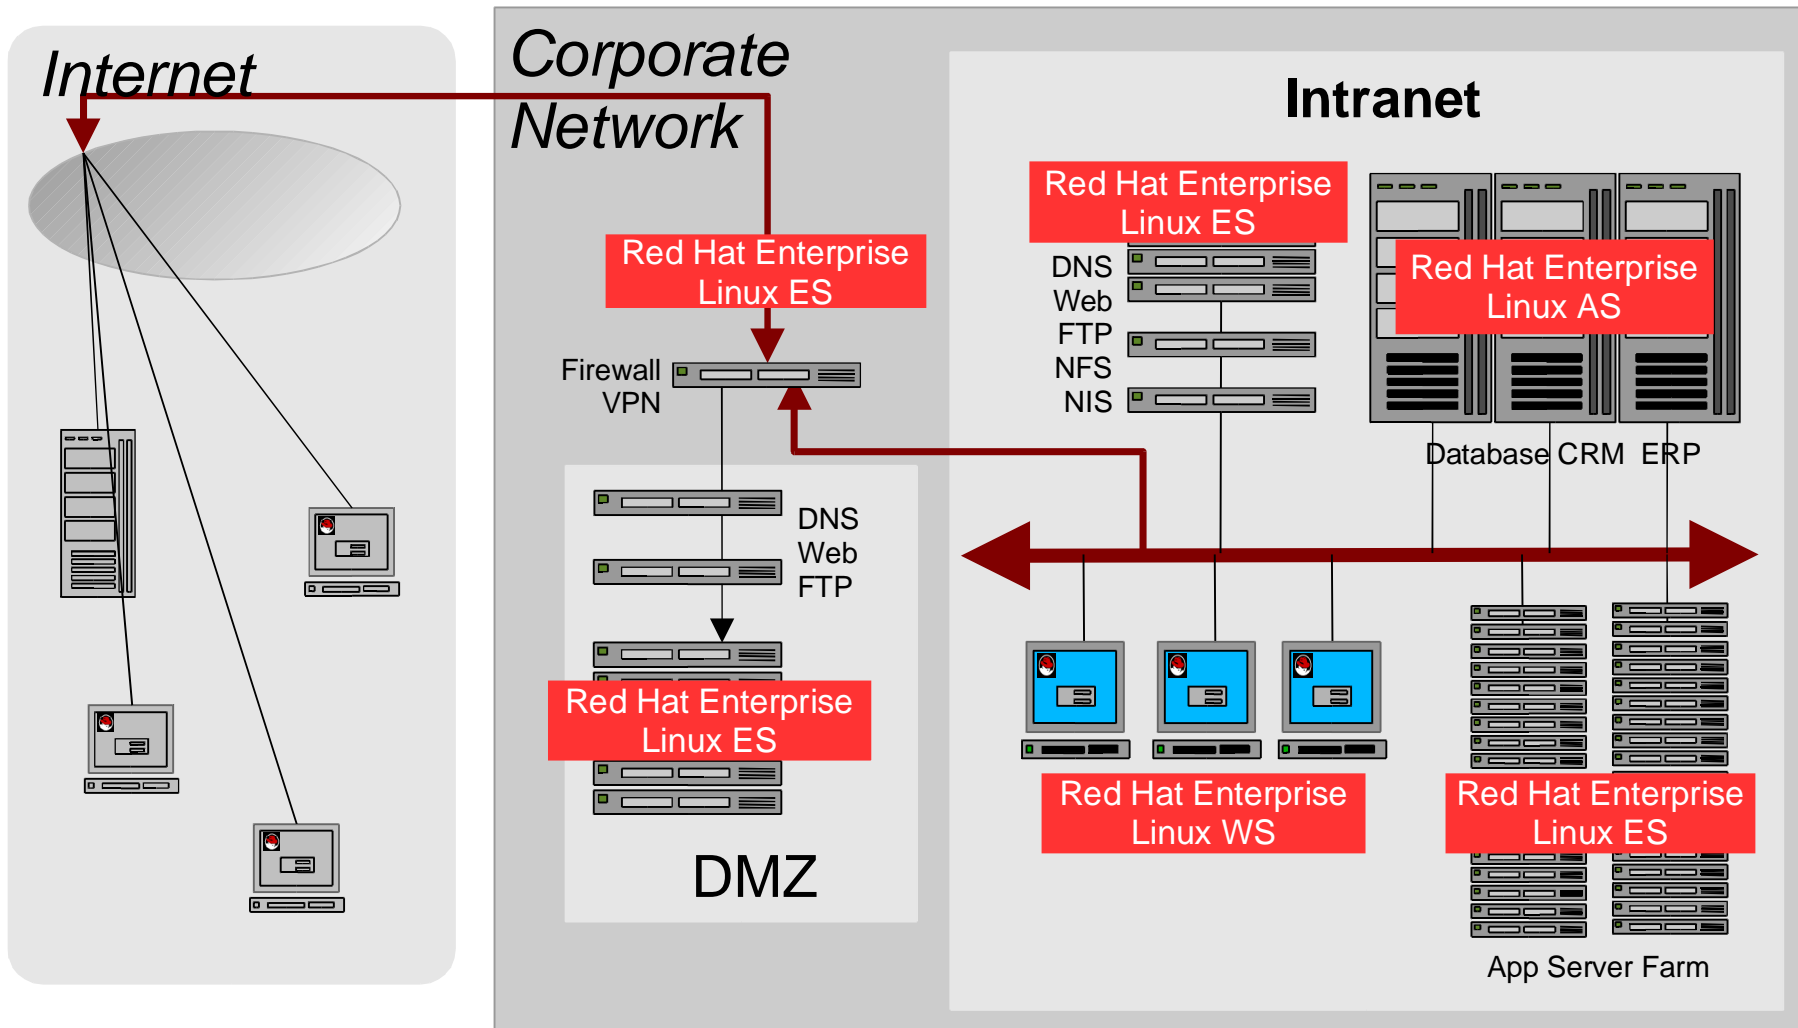 Internet
Corporate
Network
Red Hat Enterprise
Linux ES
Firewall
VPN
DNS
Web
FTP
Red Hat Enterprise
Linux ES
DMZ
Intranet
Red Hat Enterprise
Linux ES
DNS
Web
FTP
NFS
NIS
Red Hat Enterprise
Linux AS
Database CRM ERP
Red Hat Enterprise
Linux WS
Red Hat Enterprise
Linux ES
App Server Farm